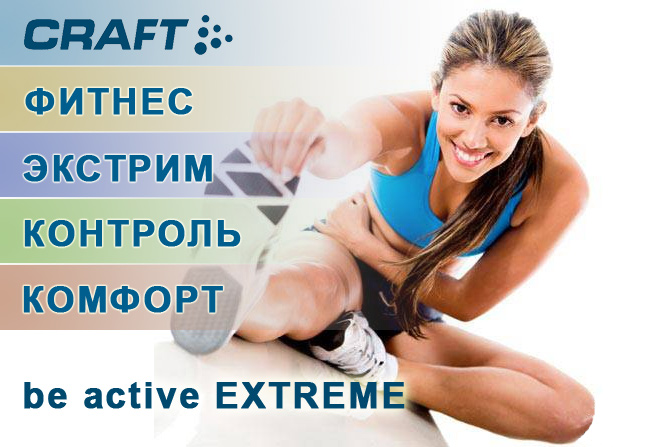 CRAFT
ФИТНЕС
ЭКСТРИМ
КОНТРОЛЬ
КОМФОРТ
be active EXTREME